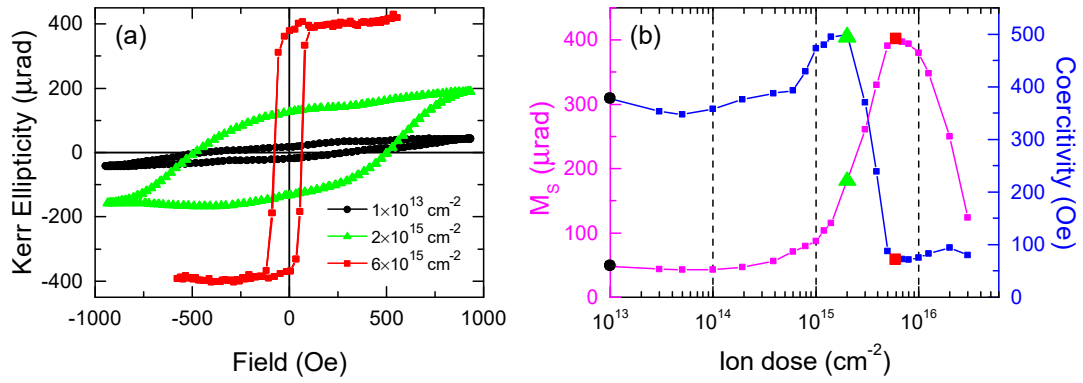 (a)
Kerr Ellipticity (μrad)
400
200
0
-200
-400
1×10¹³ cm⁻²
2×10¹⁵ cm⁻²
6×10¹⁵ cm⁻²
-1000 -500 0 500 1000
Field (Oe)
(b)
M_S (μrad)
400
300
200
100
0
10¹³ 10¹⁴ 10¹⁵ 10¹⁶
Ion dose (cm⁻²)
500
400
300
200
100
0
Coercitivity (Oe)